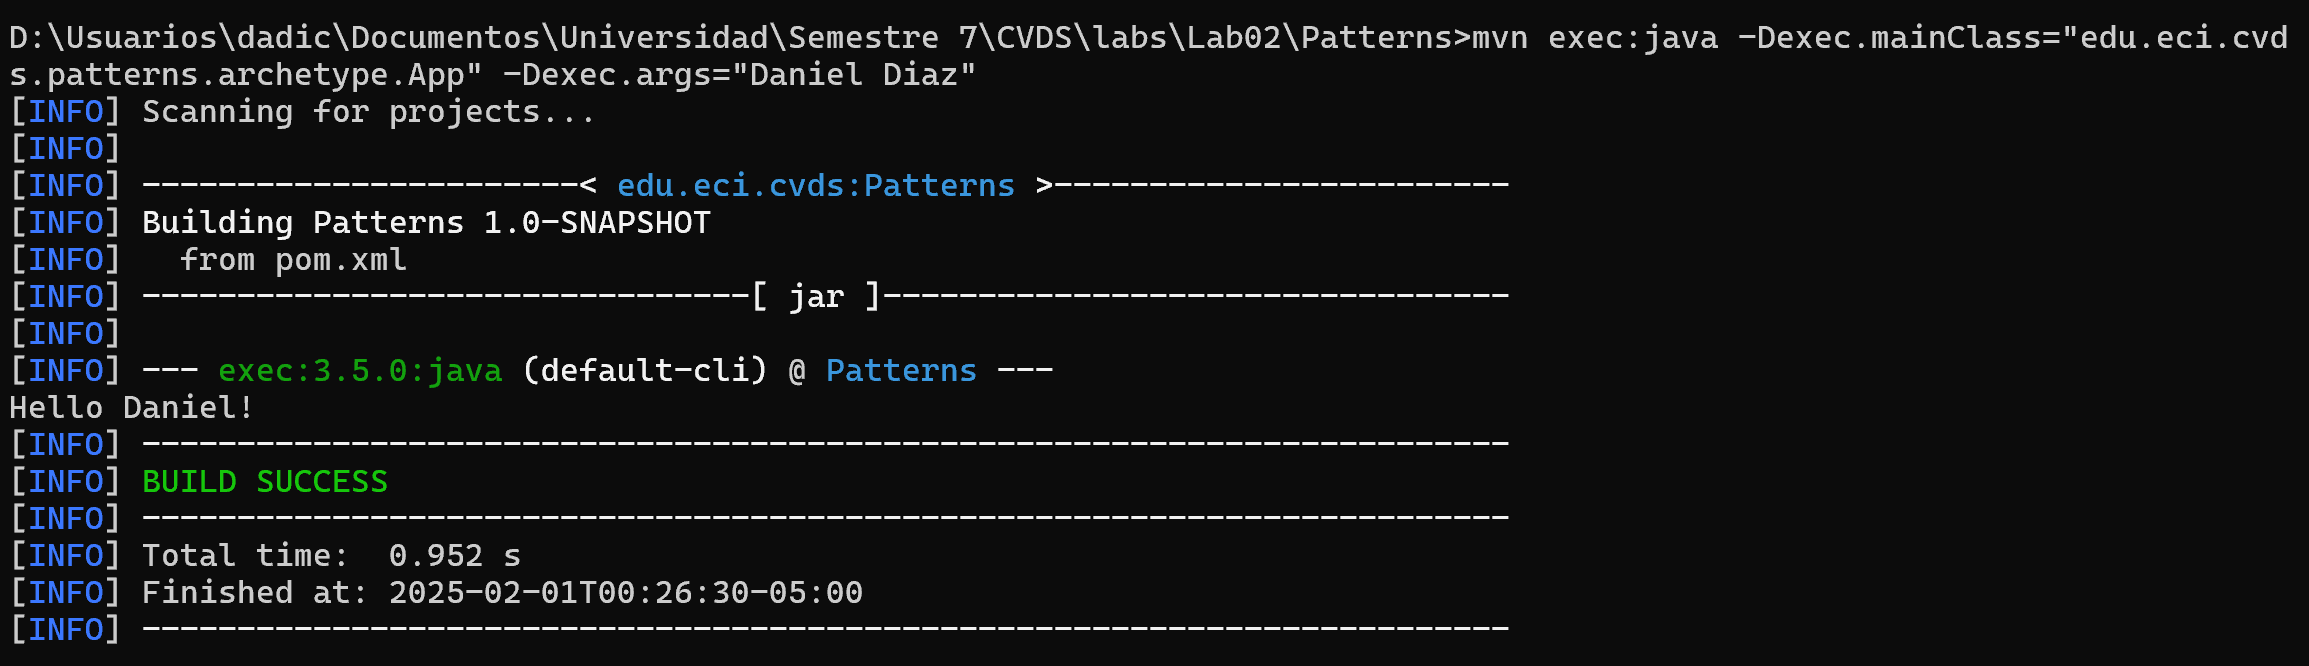 D:\Usuarios\dadic\Documentos\Universidad\Semestre 7\CVDS\labs\Lab02\Patterns>mvn exec:java -Dexec.mainClass="edu.eci.cvd
s.patterns.archetype.App" -Dexec.args="Daniel Diaz"
[INFO] Scanning for projects...
[INFO]
[INFO] -----------------------< edu.eci.cvds:Patterns >------------------------
[INFO] Building Patterns 1.0-SNAPSHOT
[INFO]   from pom.xml
[INFO] --------------------------------[ jar ]---------------------------------
[INFO]
[INFO] --- exec:3.5.0:java (default-cli) @ Patterns ---
Hello Daniel!
[INFO] ------------------------------------------------------------------------
[INFO] BUILD SUCCESS
[INFO] ------------------------------------------------------------------------
[INFO] Total time:  0.952 s
[INFO] Finished at: 2025-02-01T00:26:30-05:00
[INFO] ------------------------------------------------------------------------